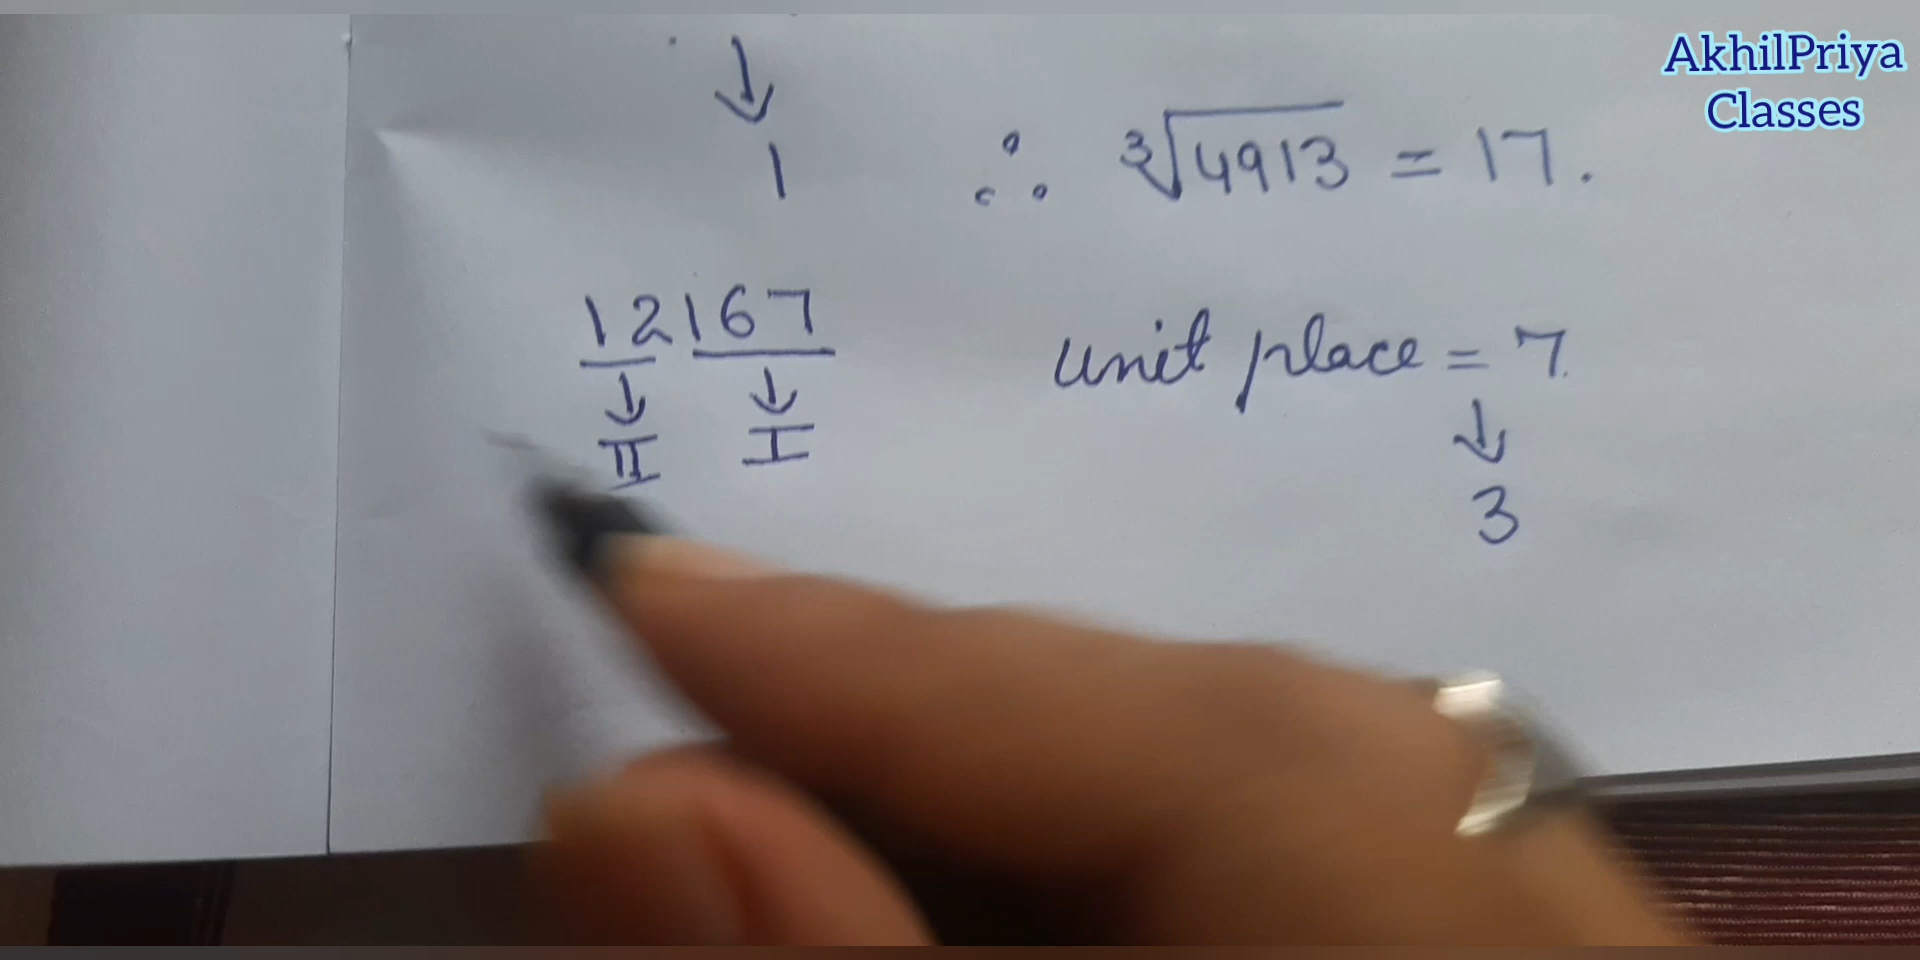 AkhilPriya
Classes
↓
1
∴ ∛4913 = 17.
12167
↓ ↓
II I
unit place = 7.
↓
3